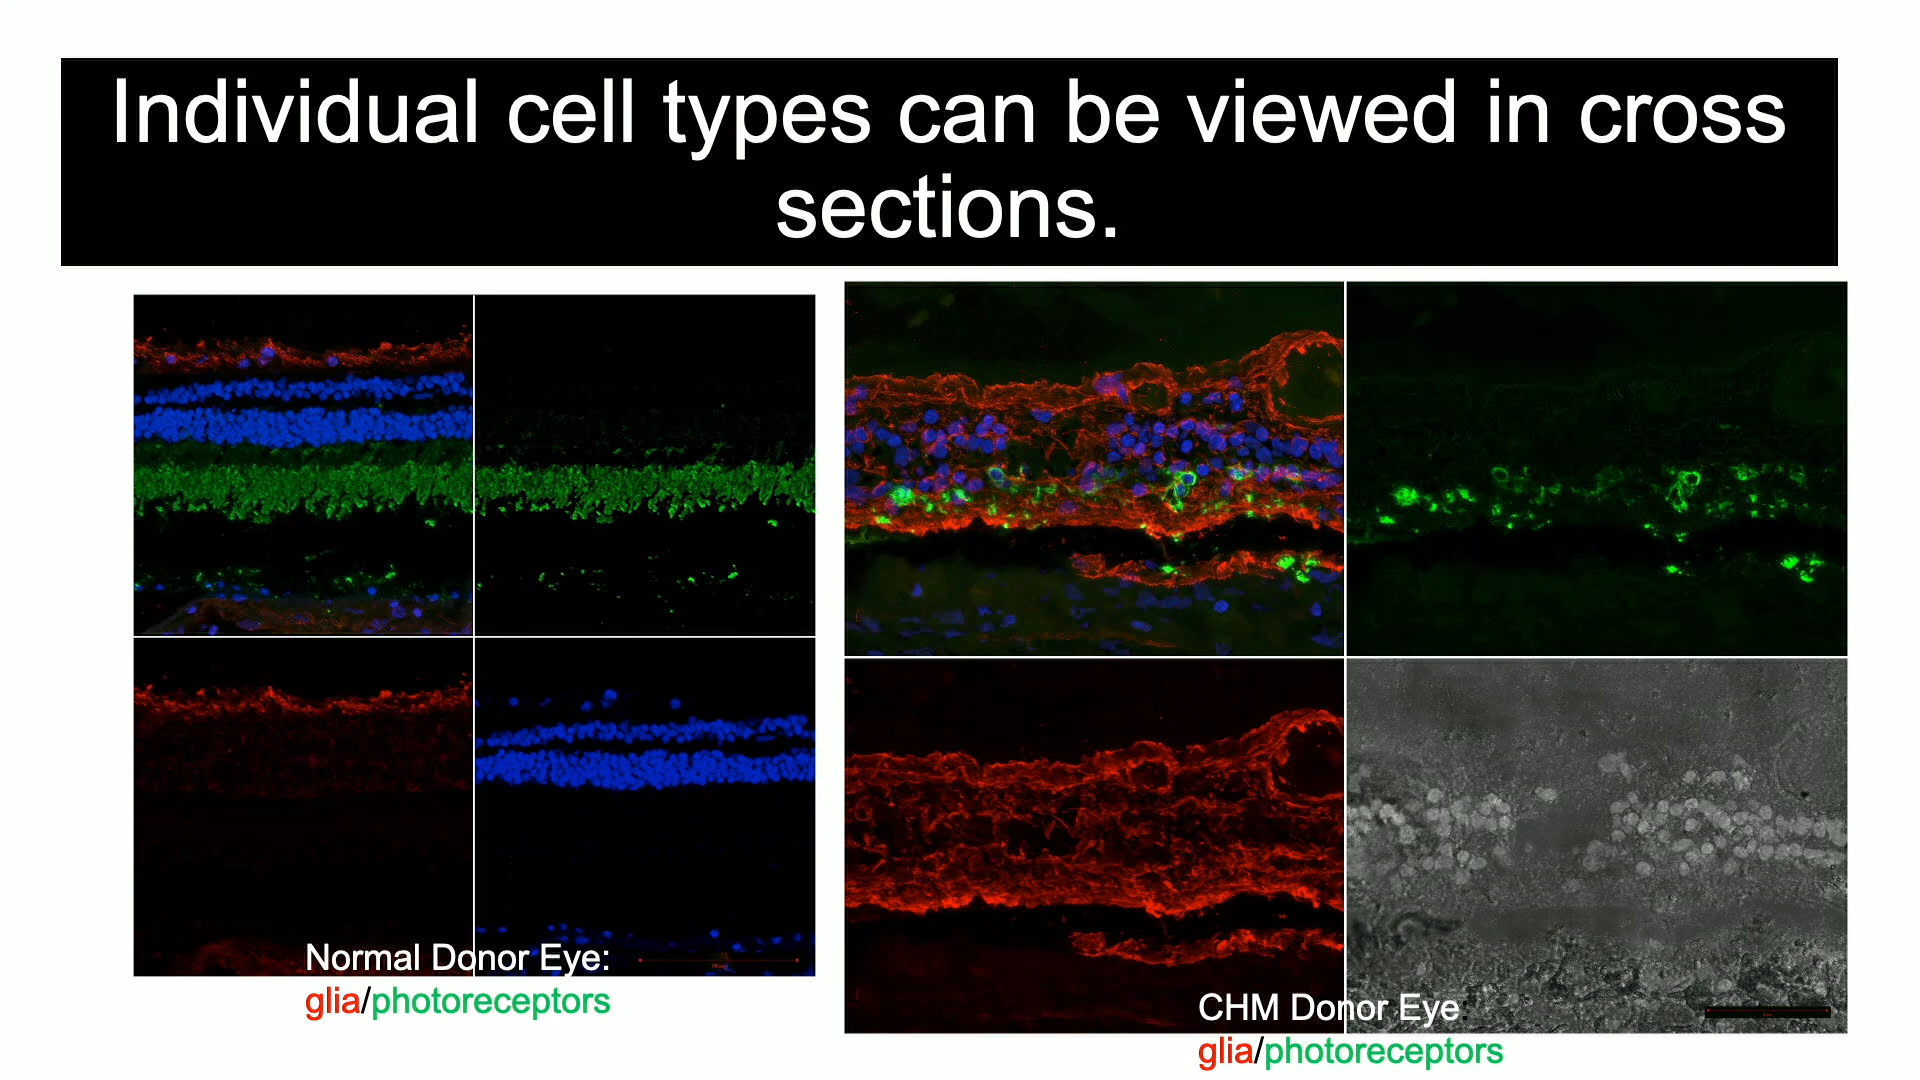 Individual cell types can be viewed in cross
sections.
Normal Donor Eye:
glia/photoreceptors
CHM Donor Eye:
glia/photoreceptors